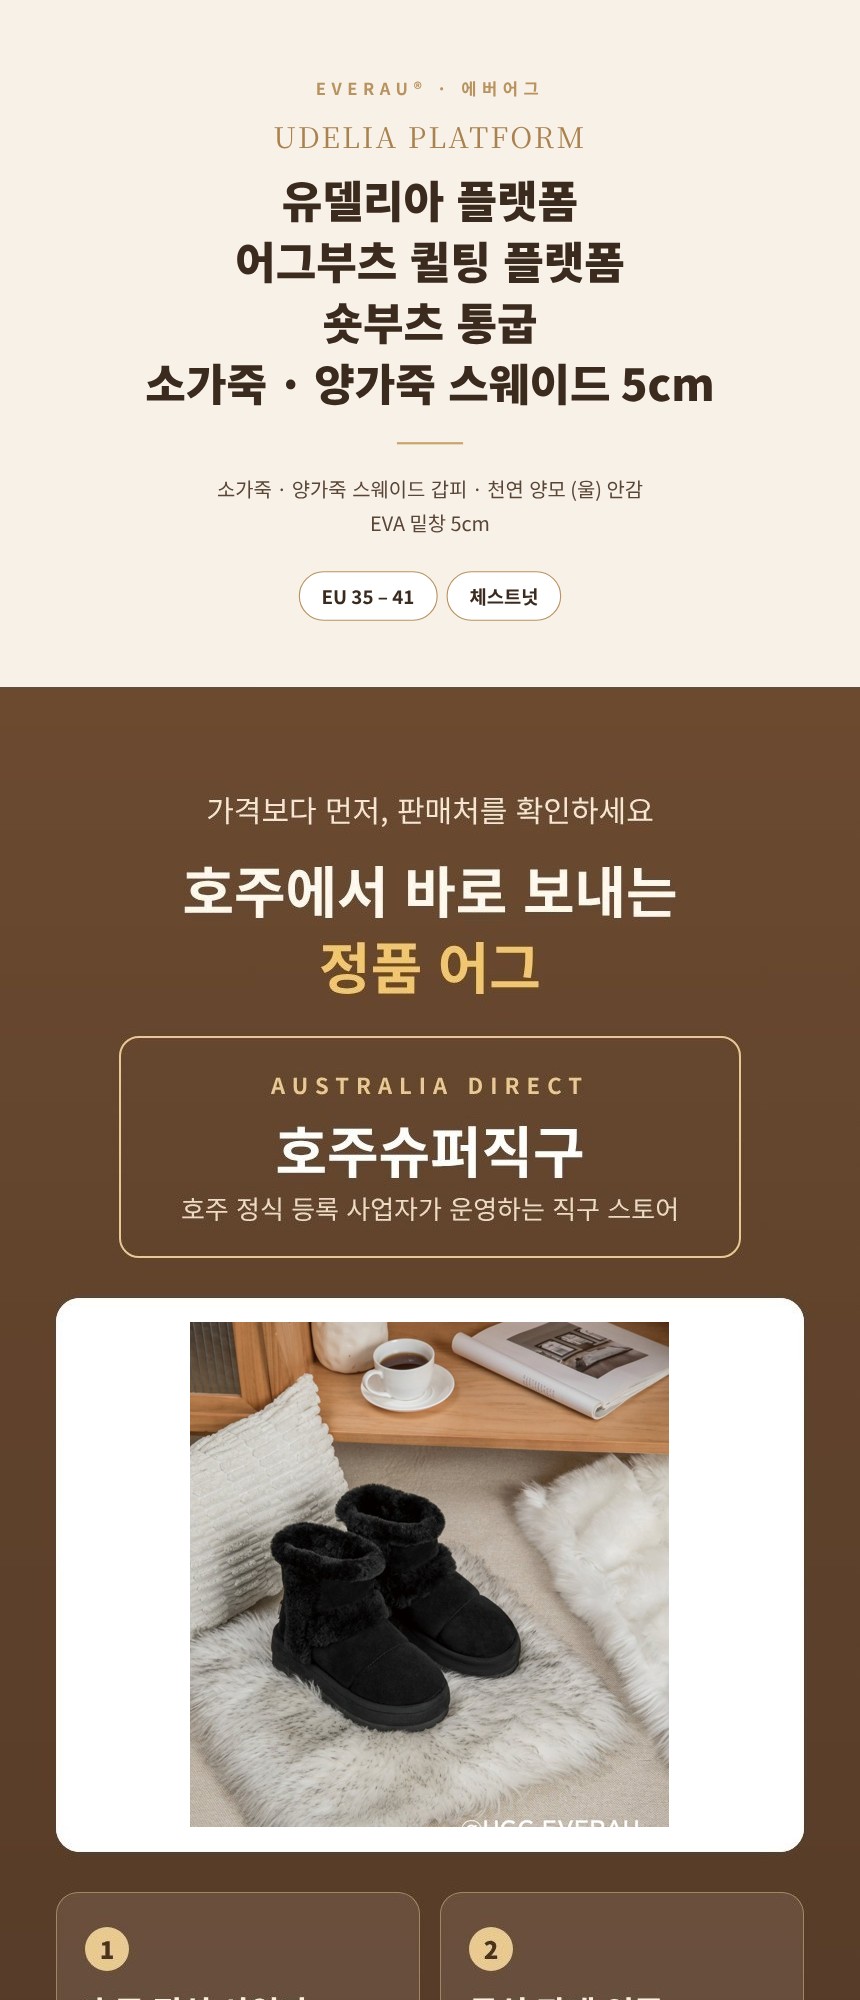 EVERAU® · 에버어그
UDELIA PLATFORM
유델리아 플랫폼
어그부츠 퀼팅 플랫폼
숏부츠 통굽
소가죽 · 양가죽 스웨이드 5cm
소가죽 · 양가죽 스웨이드 갑피 · 천연 양모 (울) 안감
EVA 밑창 5cm
EU 35 – 41
체스트넛
가격보다 먼저, 판매처를 확인하세요
호주에서 바로 보내는
정품 어그
AUSTRALIA DIRECT
호주슈퍼직구
호주 정식 등록 사업자가 운영하는 직구 스토어
©UGG EVERAU
1
2